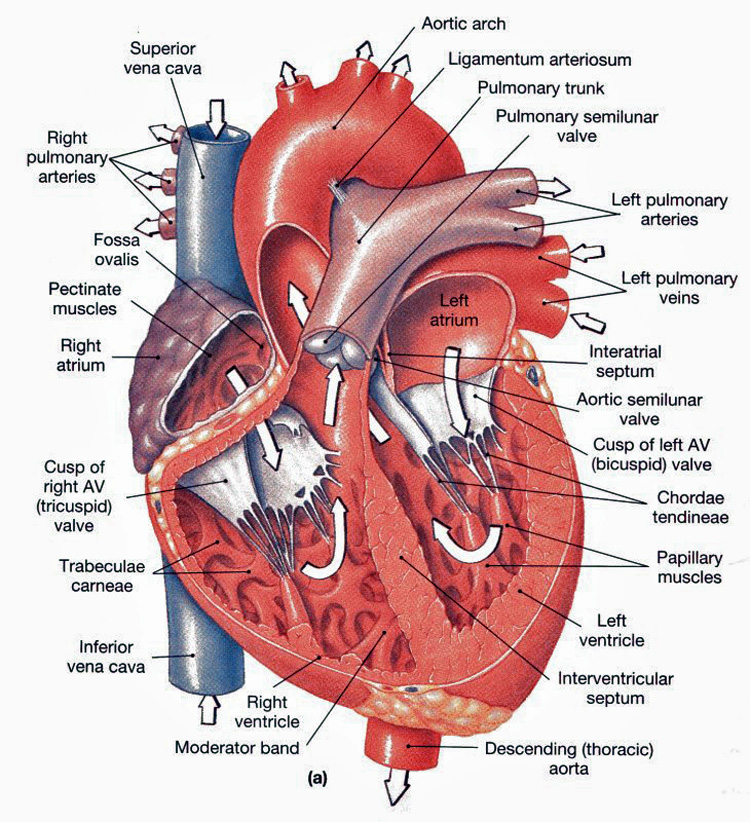 Aortic arch
Superior
vena cava
Ligamentum arteriosum
Pulmonary trunk
Pulmonary semilunar
valve
Right
pulmonary
arteries
Left pulmonary
arteries
Fossa
ovalis
Pectinate
muscles
Left pulmonary
veins
Left
atrium
Right
atrium
Interatrial
septum
Aortic semilunar
valve
Cusp of left AV
(bicuspid) valve
Cusp of
right AV
(tricuspid)
valve
Chordae
tendineae
Trabeculae
carneae
Papillary
muscles
Left
ventricle
Inferior
vena cava
Interventricular
septum
Right
ventricle
Moderator band
Descending (thoracic)
aorta
(a)